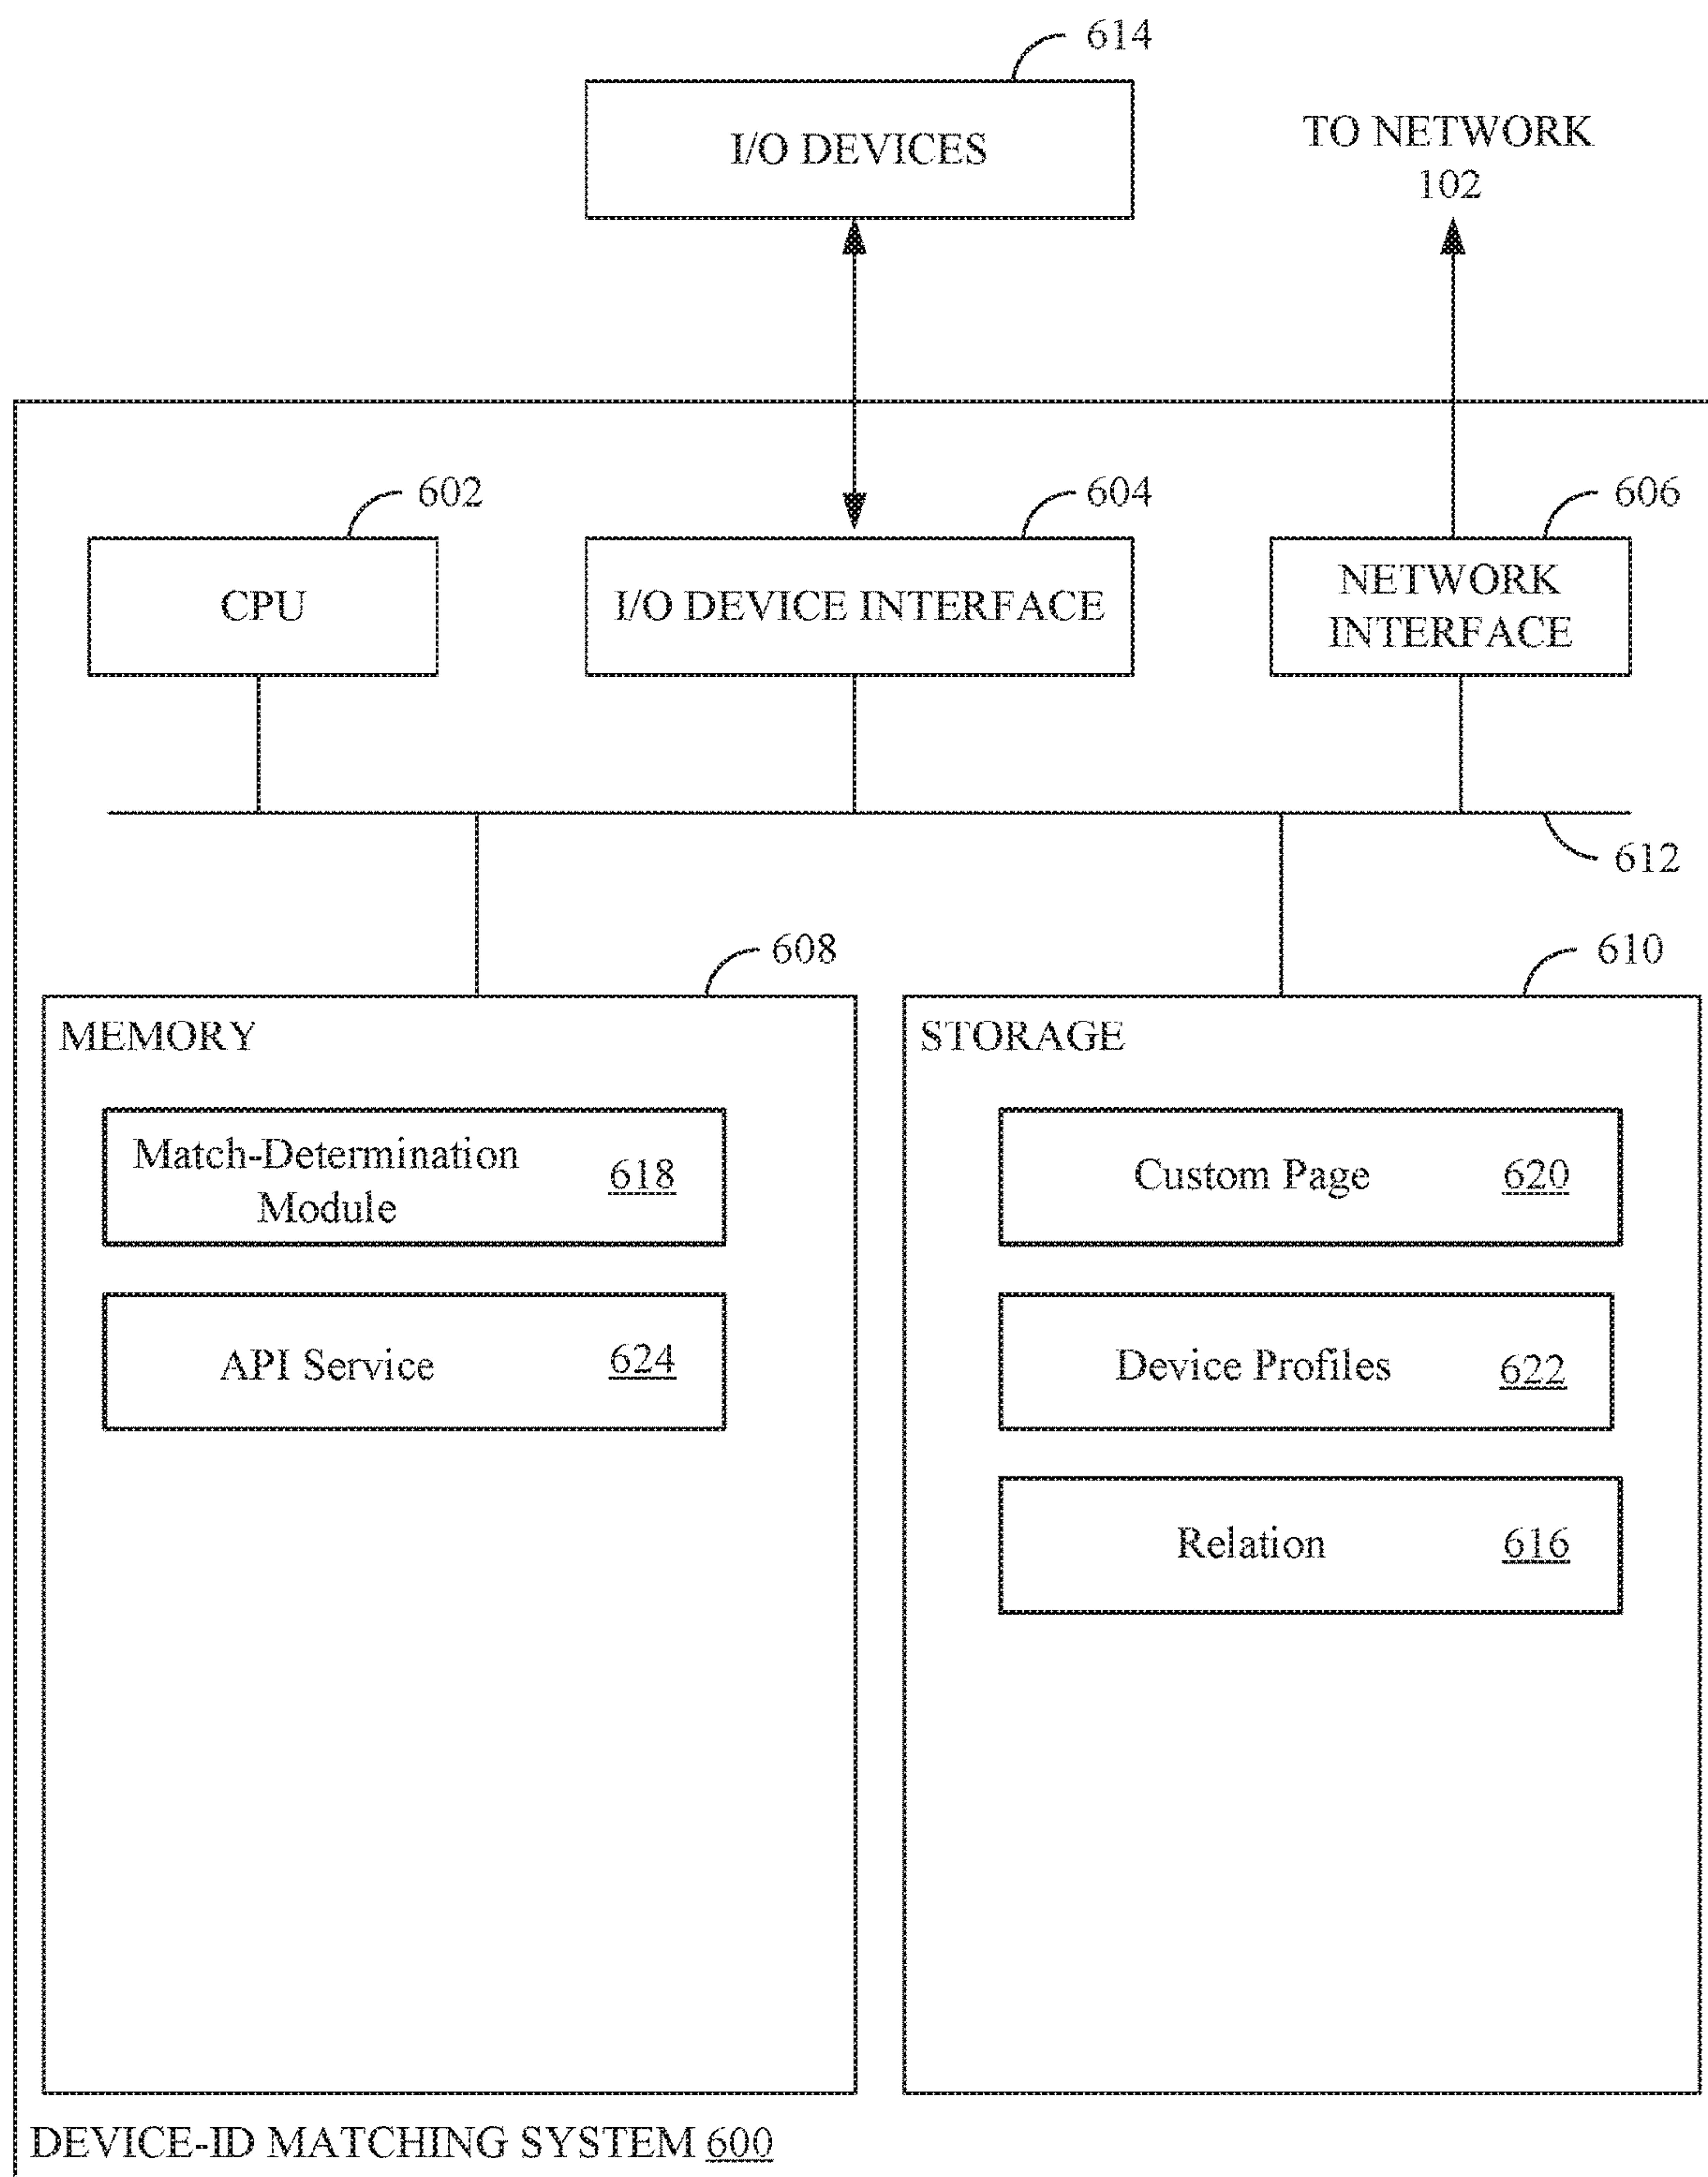 614
I/O DEVICES
TO NETWORK
102
602
604
606
CPU
I/O DEVICE INTERFACE
NETWORK
INTERFACE
612
608
610
MEMORY
STORAGE
Match-Determination
Module
618
Custom Page
620
API Service
624
Device Profiles
622
Relation
616
DEVICE-ID MATCHING SYSTEM 600